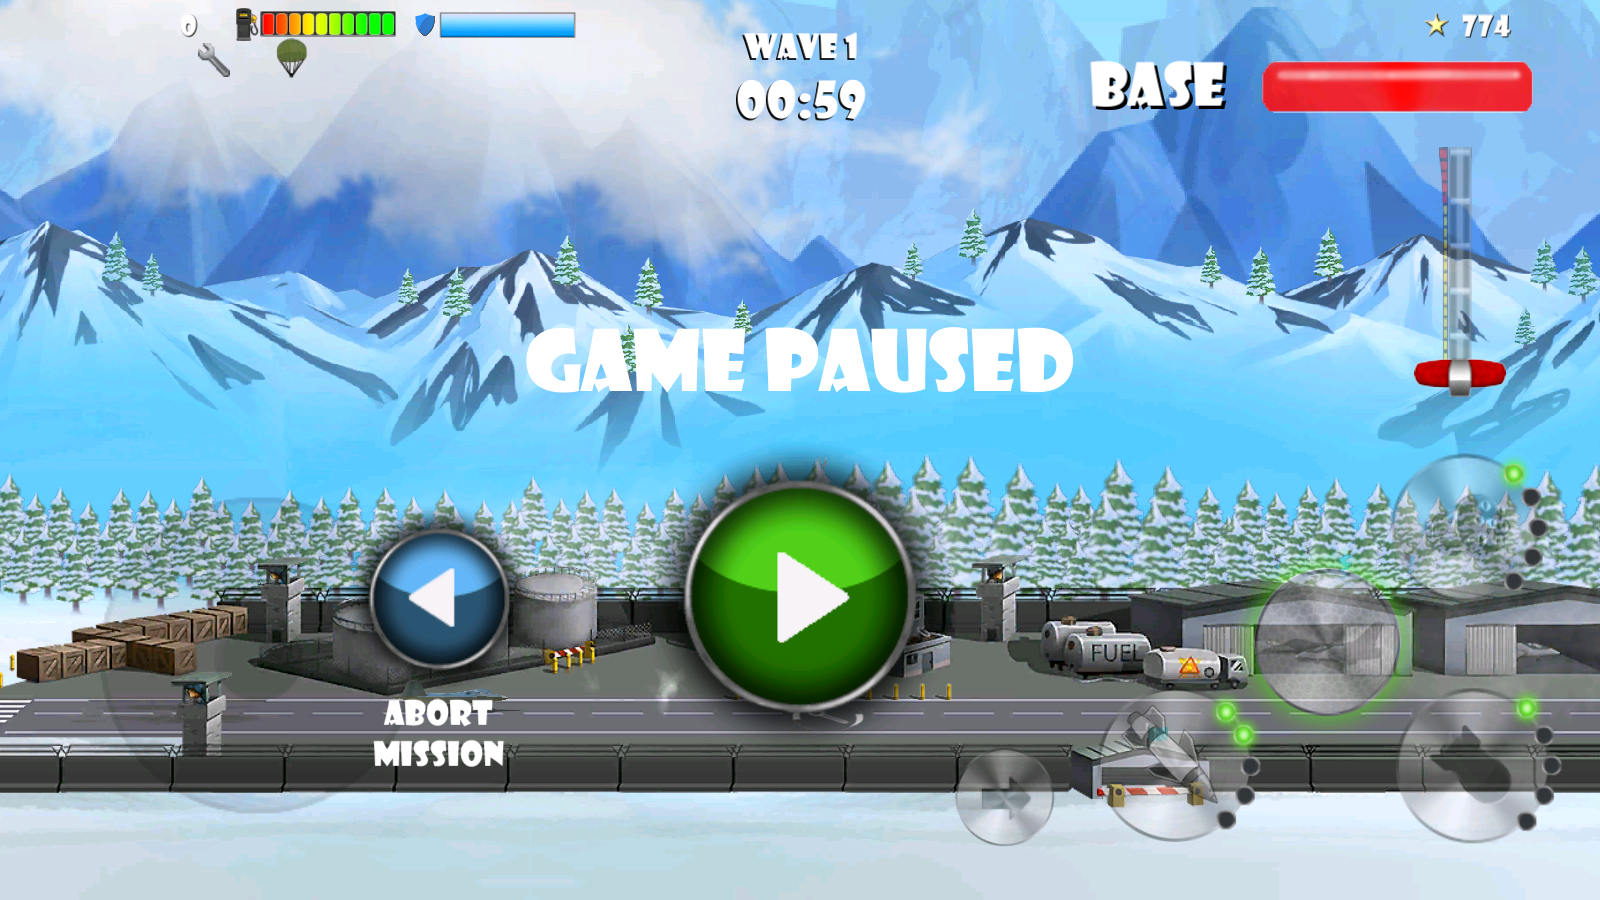 0
WAVE 1
00:59
774
BASE
GAME PAUSED
FUEL
ABORT
MISSION